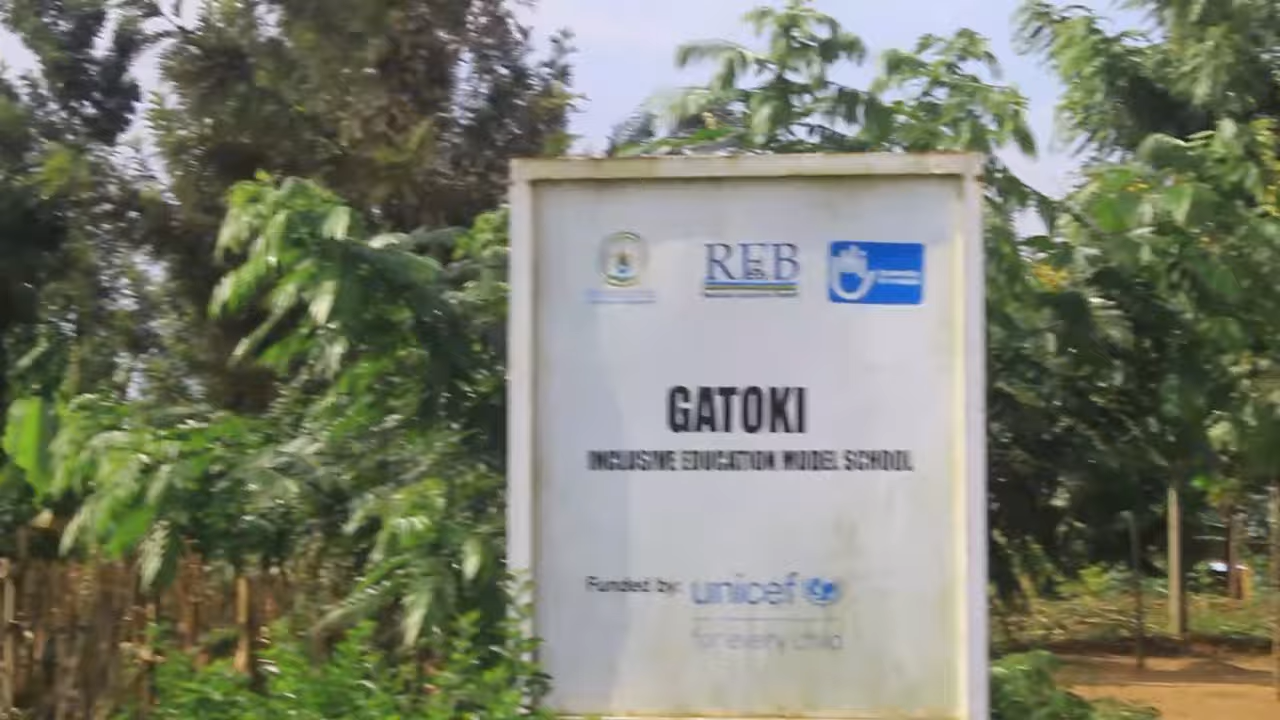 REB
GATOKI
INCLUSIVE EDUCATION MODEL SCHOOL
Funded by: unicef
for every child